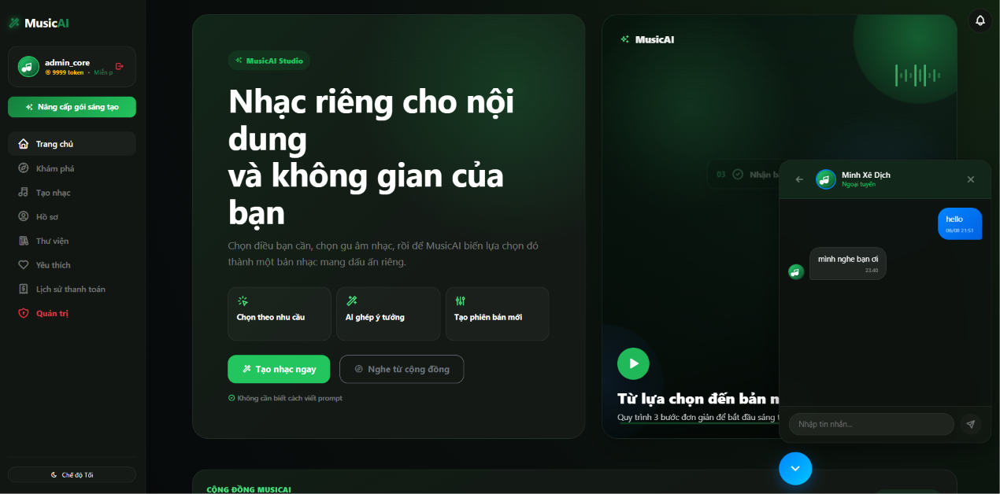 MusicAI
admin_core
9999 token • Miễn p
Nâng cấp gói sáng tạo
Trang chủ
Khám phá
Tạo nhạc
Hồ sơ
Thư viện
Yêu thích
Lịch sử thanh toán
Quản trị
Chế độ Tối
MusicAI Studio
Nhạc riêng cho nội
dung
và không gian của
bạn
Chọn điều bạn cần, chọn gu âm nhạc, rồi để MusicAI biến lựa chọn đó
thành một bản nhạc mang dấu ấn riêng.
Chọn theo nhu cầu
AI ghép ý tưởng
Tạo phiên bản mới
Tạo nhạc ngay
Nghe từ cộng đồng
Không cần biết cách viết prompt
MusicAI
03 Nhận b
Từ lựa chọn đến bản n
Quy trình 3 bước đơn giản để bắt đầu sáng t
Minh Xê Dịch
Ngoại tuyến
hello
06/08 21:51
mình nghe bạn ơi
23:40
Nhập tin nhắn...
CỘNG ĐỒNG MUSICAI